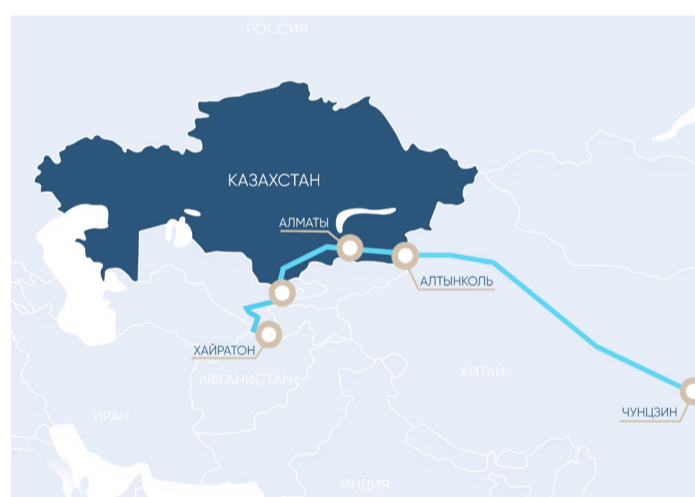 РОССИЯ
КАЗАХСТАН
АЛМАТЫ
АЛТЫНКОЛЬ
ХАЙРАТОН
АФГАНИСТАН
КИТАЙ
ИРАН
ЧУНЦЗИН
ИНДИЯ